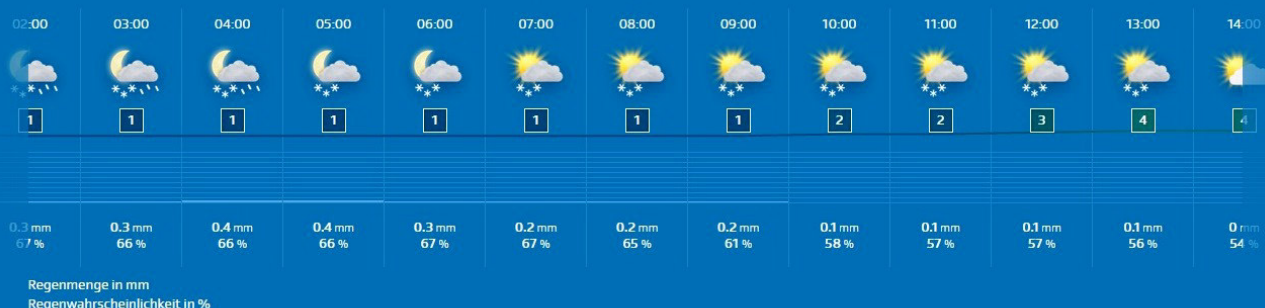 02:00 03:00 04:00 05:00 06:00 07:00 08:00 09:00 10:00 11:00 12:00 13:00 14:00
1 1 1 1 1 1 1 1 2 2 3 4 4
0.3 mm 0.3 mm 0.4 mm 0.4 mm 0.3 mm 0.2 mm 0.2 mm 0.2 mm 0.1 mm 0.1 mm 0.1 mm 0.1 mm 0 mm
67 % 66 % 66 % 66 % 67 % 67 % 65 % 61 % 58 % 57 % 57 % 56 % 54 %
Regenmenge in mm
Regenwahrscheinlichkeit in %